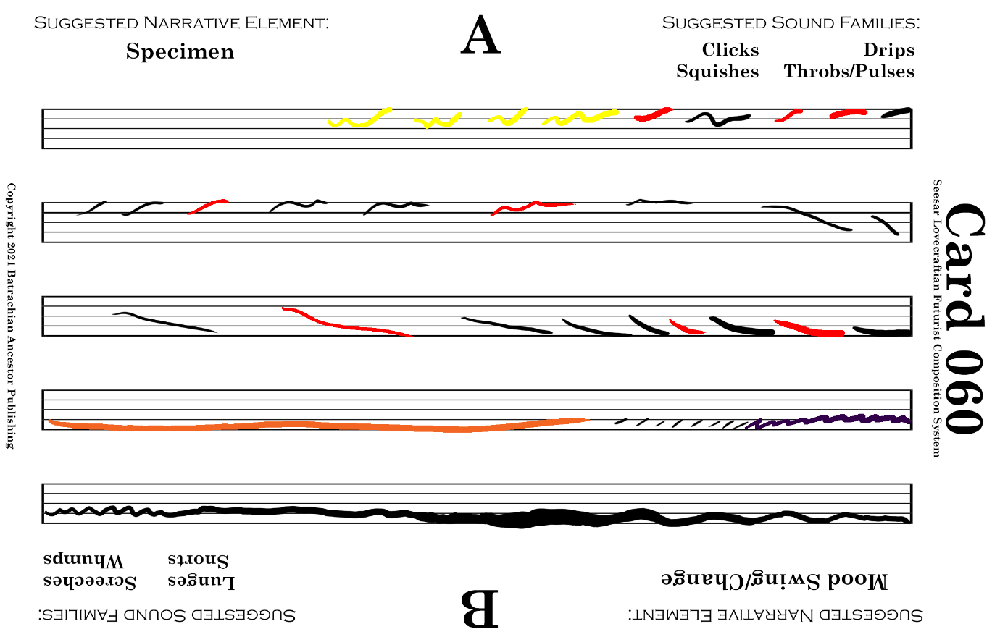 Suggested Narrative Element:
Specimen
A
Suggested Sound Families:
Clicks Drips
Squishes Throbs/Pulses
Copyright 2021 Batrachian Ancestor Publishing
Card 060
Seesar Lovecraftian Futurist Composition System
B
Suggested Narrative Element:
Mood Swing/Change
Suggested Sound Families:
Lunges Screeches
Snorts Whumps